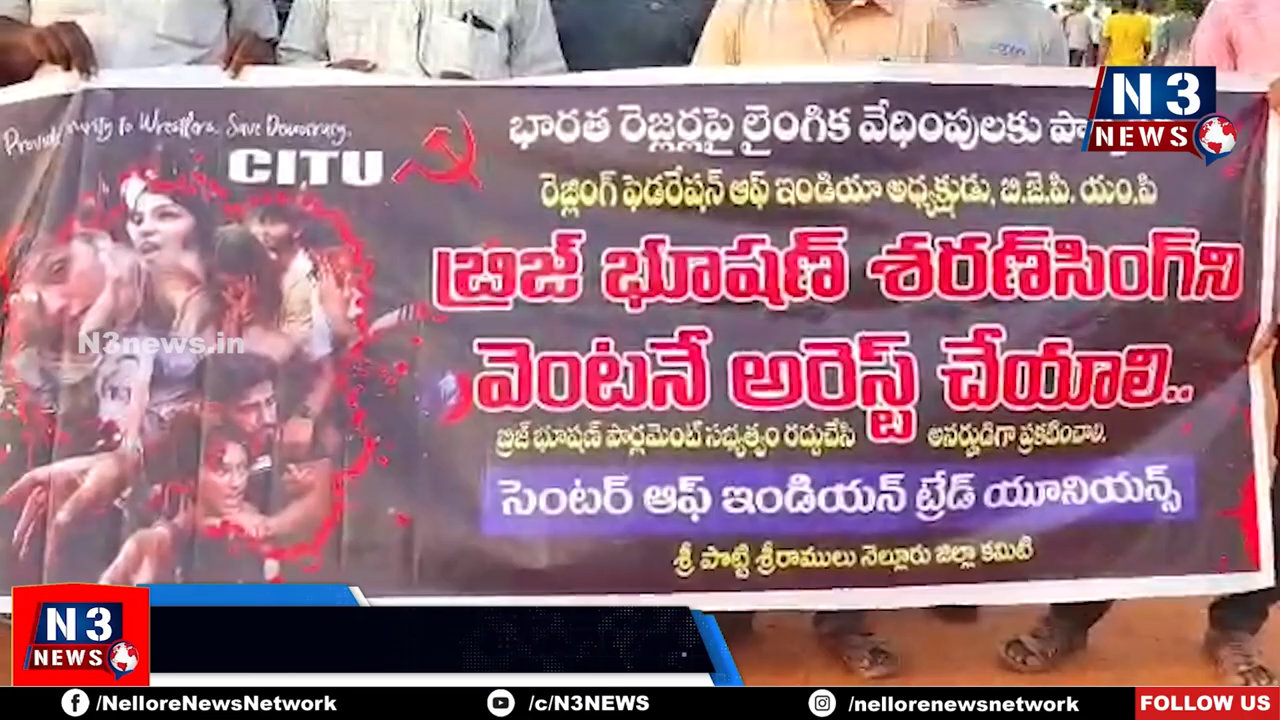 to Wrestlers. Save Democracy.
CITU
భారత రెజ్లర్లపై లైంగిక వేధింపులకు
రెజ్లింగ్ ఫెడరేషన్ ఆఫ్ ఇండియా అధ్యక్షుడు, బి.జె.పి. యం.పి
బ్రిజ్ భూషణ్ శరణ్‌సింగ్‌ని
వెంటనే అరెస్ట్ చేయాలి..
బ్రిజ్ భూషణ్ పార్లమెంట్ సభ్యత్వం రద్దుచేసి అనర్హుడిగా ప్రకటించాలి.
సెంటర్ ఆఫ్ ఇండియన్ ట్రేడ్ యూనియన్స్
శ్రీ పొట్టి శ్రీరాములు నెల్లూరు జిల్లా కమిటీ
N3
NEWS
N3news.in
N3
NEWS
/NelloreNewsNetwork
/c/N3NEWS
/nellorenewsnetwork
FOLLOW US